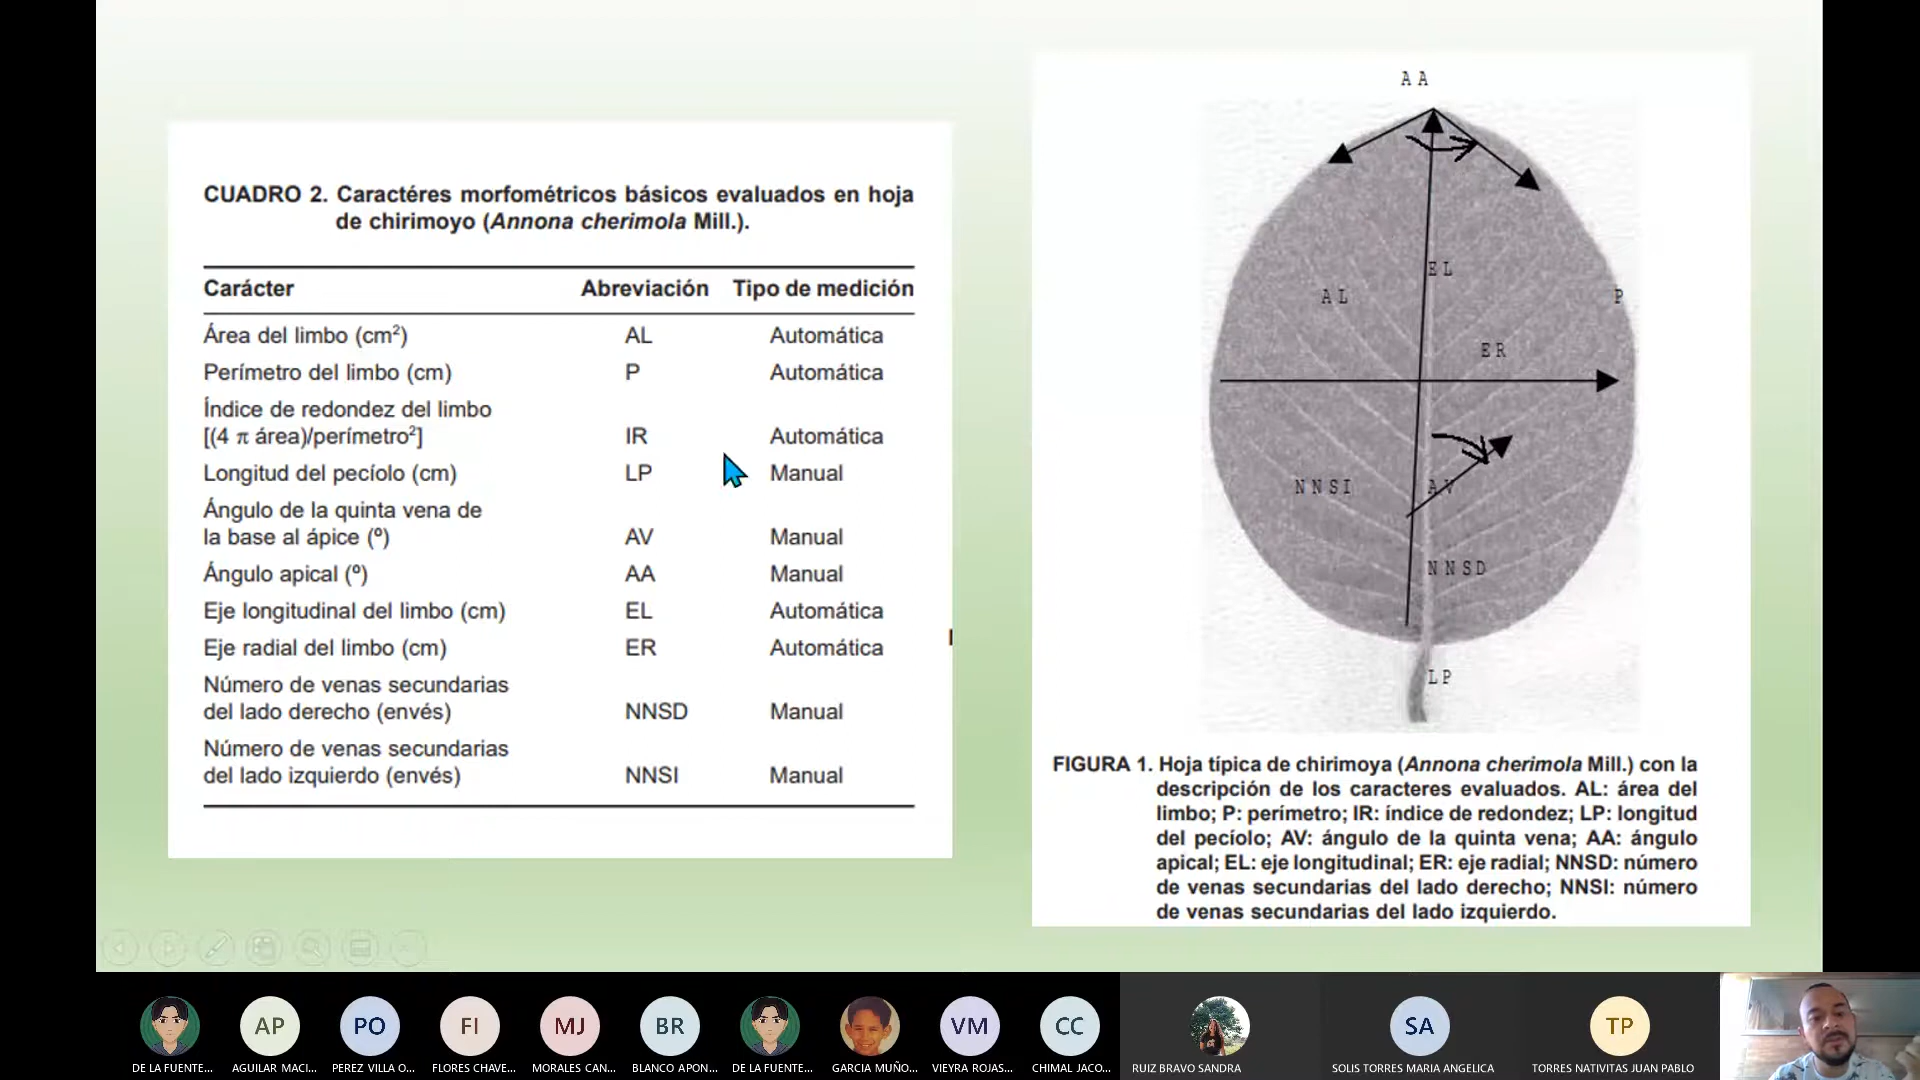 CUADRO 2. Caractéres morfométricos básicos evaluados en hoja
de chirimoyo (Annona cherimola Mill.).
Carácter Abreviación Tipo de medición
Área del limbo (cm²) AL Automática
Perímetro del limbo (cm) P Automática
Índice de redondez del limbo
[(4 π área)/perímetro²] IR Automática
Longitud del pecíolo (cm) LP Manual
Ángulo de la quinta vena de
la base al ápice (º) AV Manual
Ángulo apical (º) AA Manual
Eje longitudinal del limbo (cm) EL Automática
Eje radial del limbo (cm) ER Automática
Número de venas secundarias
del lado derecho (envés) NNSD Manual
Número de venas secundarias
del lado izquierdo (envés) NNSI Manual
AA
EL
AL
P
ER
NNSI
AV
NNSD
LP
FIGURA 1. Hoja típica de chirimoya (Annona cherimola Mill.) con la
descripción de los caracteres evaluados. AL: área del
limbo; P: perímetro; IR: índice de redondez; LP: longitud
del pecíolo; AV: ángulo de la quinta vena; AA: ángulo
apical; EL: eje longitudinal; ER: eje radial; NNSD: número
de venas secundarias del lado derecho; NNSI: número
de venas secundarias del lado izquierdo.
AP PO FI MJ BR VM CC SA TP
DE LA FUENTE... AGUILAR MACI... PEREZ VILLA O... FLORES CHAVE... MORALES CAN... BLANCO APON... DE LA FUENTE... GARCIA MUÑO... VIEYRA ROJAS... CHIMAL JACO... RUIZ BRAVO SANDRA SOLIS TORRES MARIA ANGELICA TORRES NATIVITAS JUAN PABLO